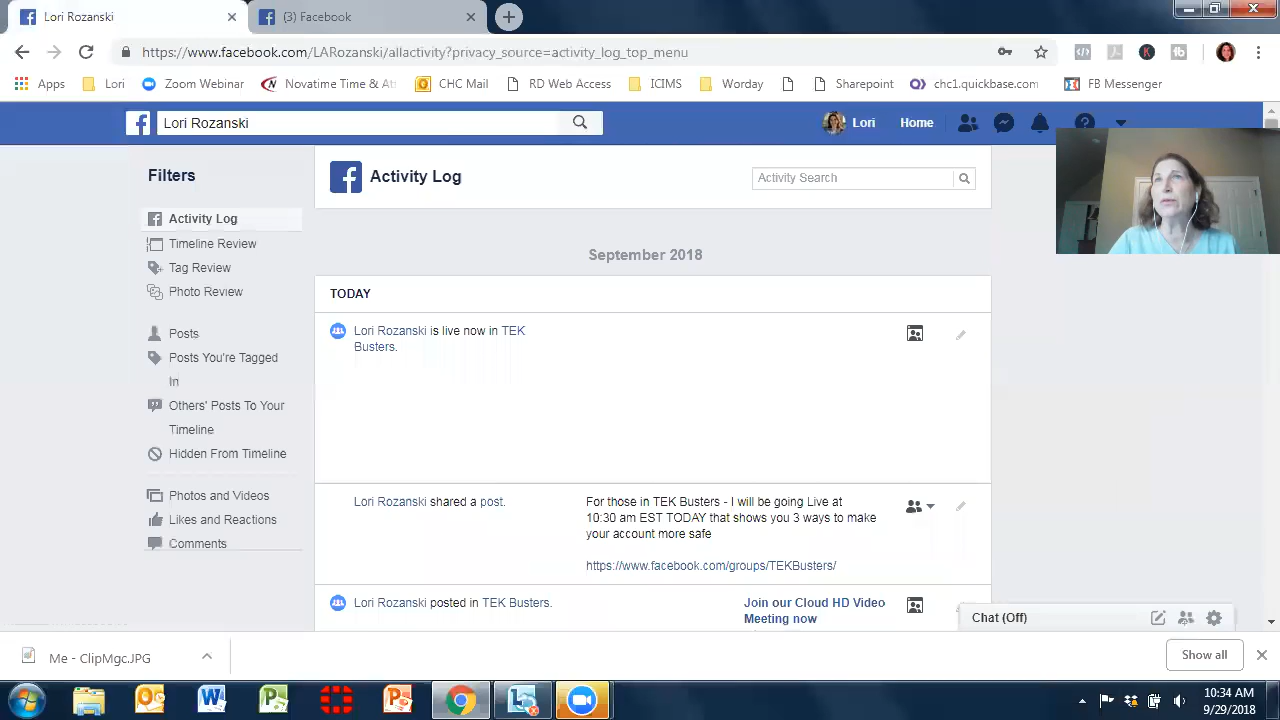 Lori Rozanski
(3) Facebook
https://www.facebook.com/LARozanski/allactivity?privacy_source=activity_log_top_menu
Apps Lori Zoom Webinar Novatime Time & Att CHC Mail RD Web Access ICIMS Worday Sharepoint chc1.quickbase.com FB Messenger
Lori Rozanski
Lori Home
Filters
Activity Log
Timeline Review
Tag Review
Photo Review
Posts
Posts You're Tagged
In
Others' Posts To Your
Timeline
Hidden From Timeline
Photos and Videos
Likes and Reactions
Comments
Activity Log
Activity Search
September 2018
TODAY
Lori Rozanski is live now in TEK
Busters.
Lori Rozanski shared a post.
For those in TEK Busters - I will be going Live at
10:30 am EST TODAY that shows you 3 ways to make
your account more safe
https://www.facebook.com/groups/TEKBusters/
Lori Rozanski posted in TEK Busters.
Join our Cloud HD Video
Meeting now
Chat (Off)
Me - ClipMgc.JPG
Show all
10:34 AM
9/29/2018